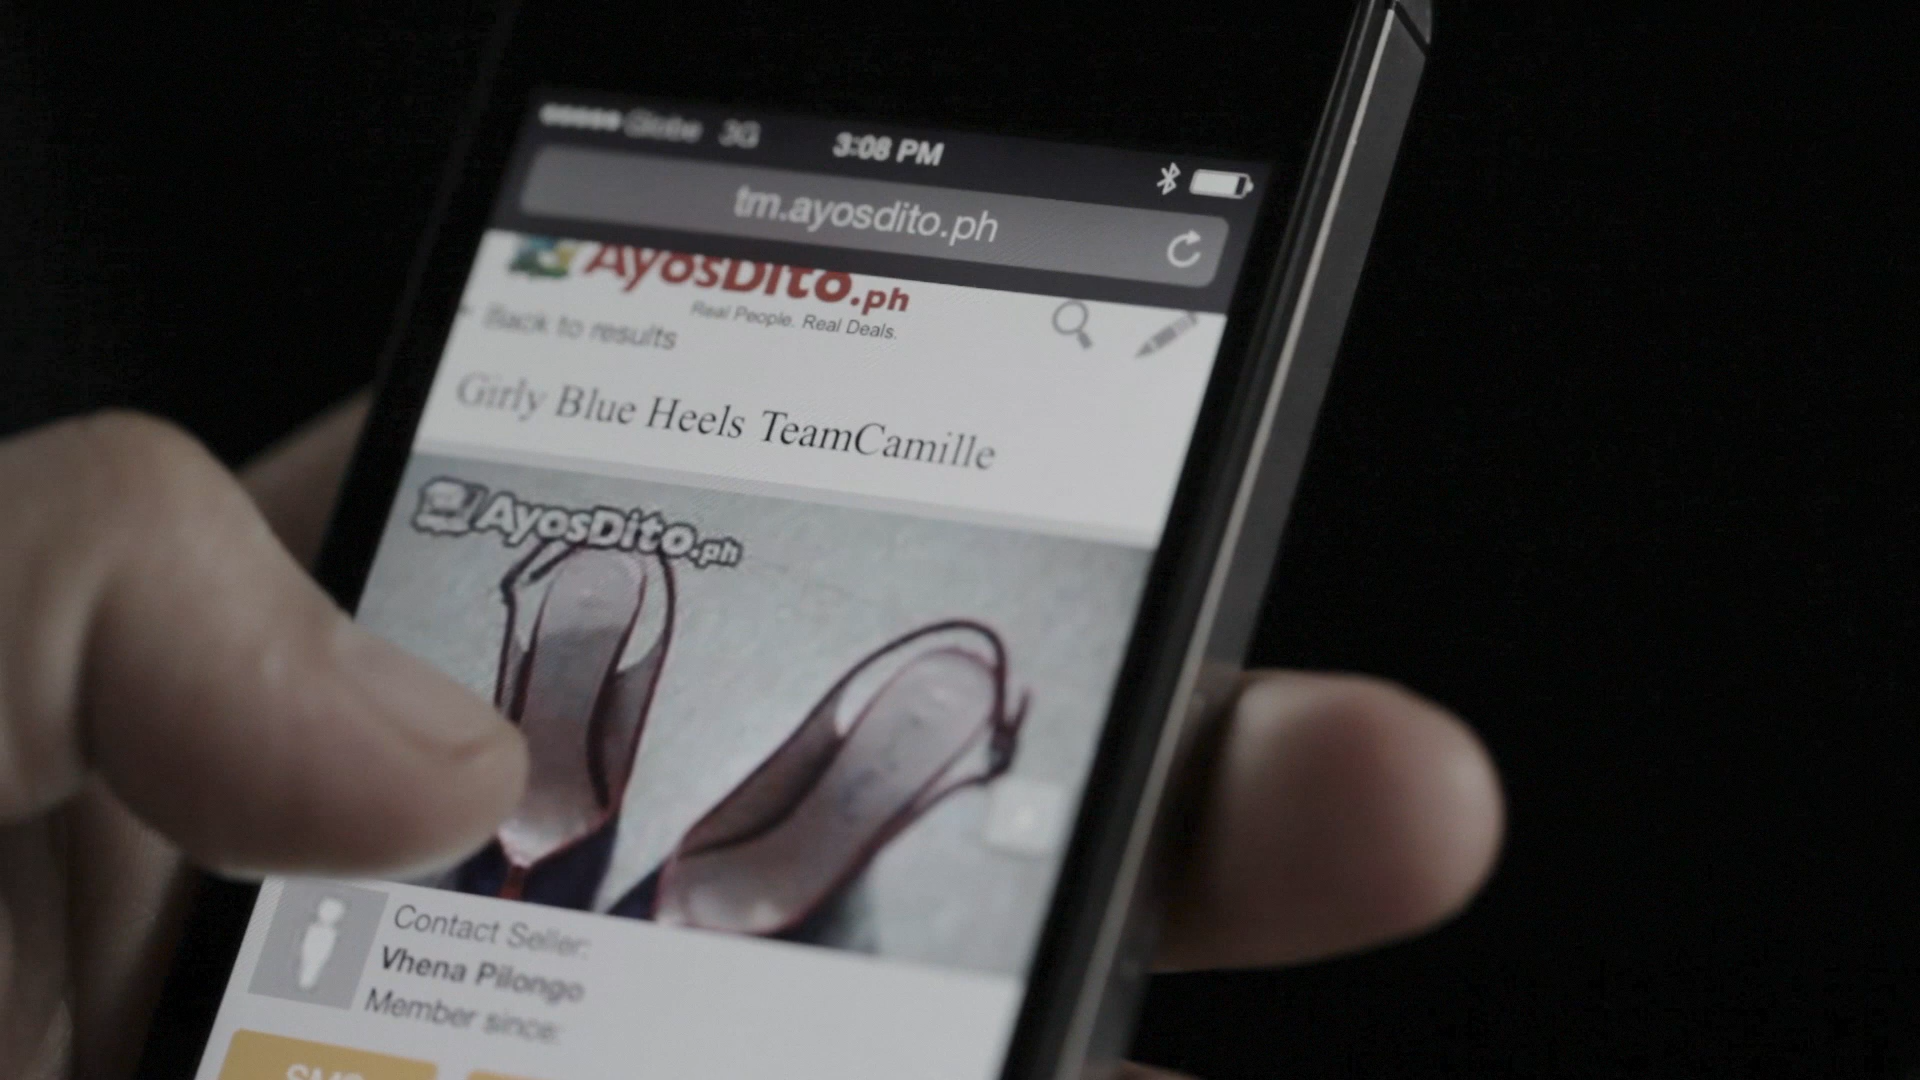 Globe 3G 3:08 PM
tm.ayosdito.ph
AyosDito.ph
Real People. Real Deals.
Back to results
Girly Blue Heels TeamCamille
AyosDito.ph
Contact Seller:
Vhena Pilongo
Member since:
SMS